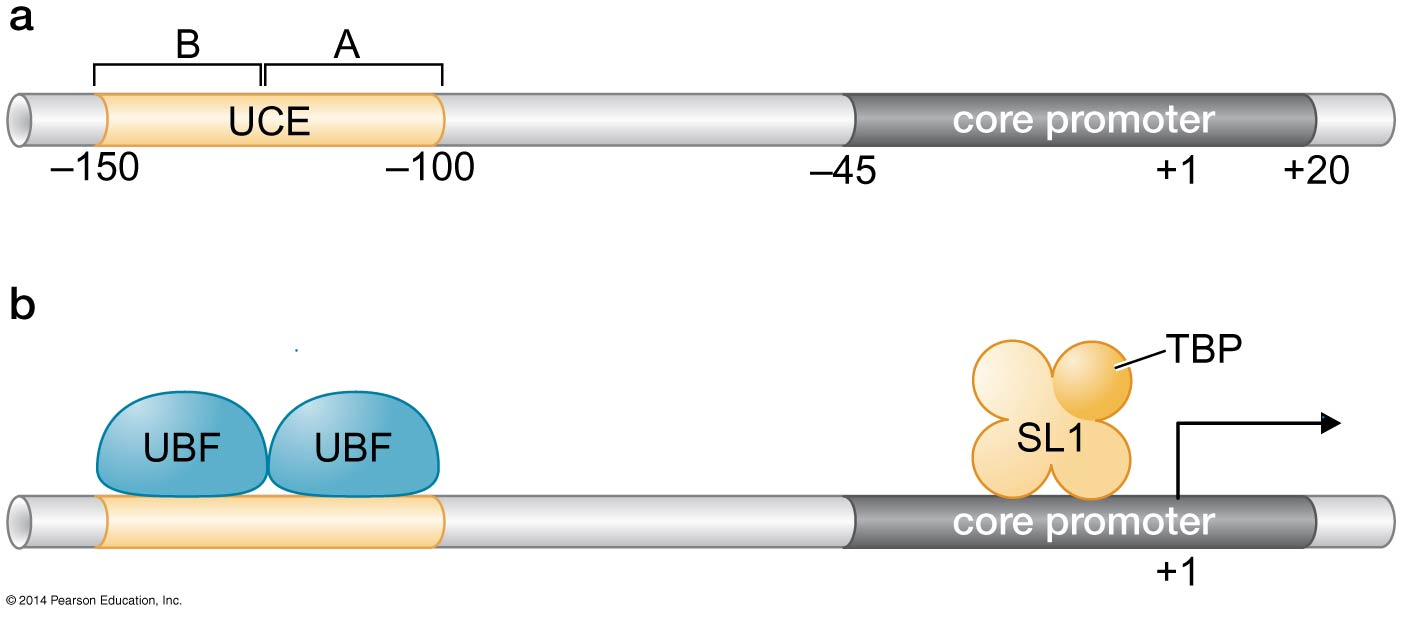 a
B A
UCE core promoter
–150 –100 –45 +1 +20
b
TBP
UBF UBF SL1
core promoter
+1
© 2014 Pearson Education, Inc.